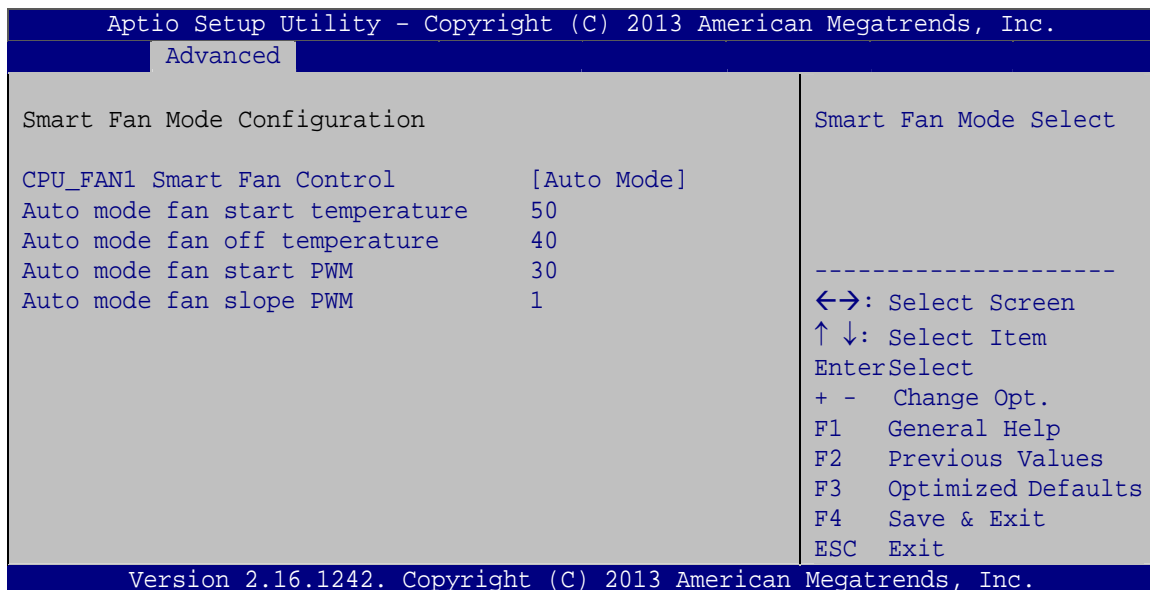 Aptio Setup Utility – Copyright (C) 2013 American Megatrends, Inc.
Advanced
Smart Fan Mode Configuration
CPU_FAN1 Smart Fan Control [Auto Mode]
Auto mode fan start temperature 50
Auto mode fan off temperature 40
Auto mode fan start PWM 30
Auto mode fan slope PWM 1
Smart Fan Mode Select
---------------------
←→: Select Screen
↑ ↓: Select Item
EnterSelect
+ - Change Opt.
F1 General Help
F2 Previous Values
F3 Optimized Defaults
F4 Save & Exit
ESC Exit
Version 2.16.1242. Copyright (C) 2013 American Megatrends, Inc.